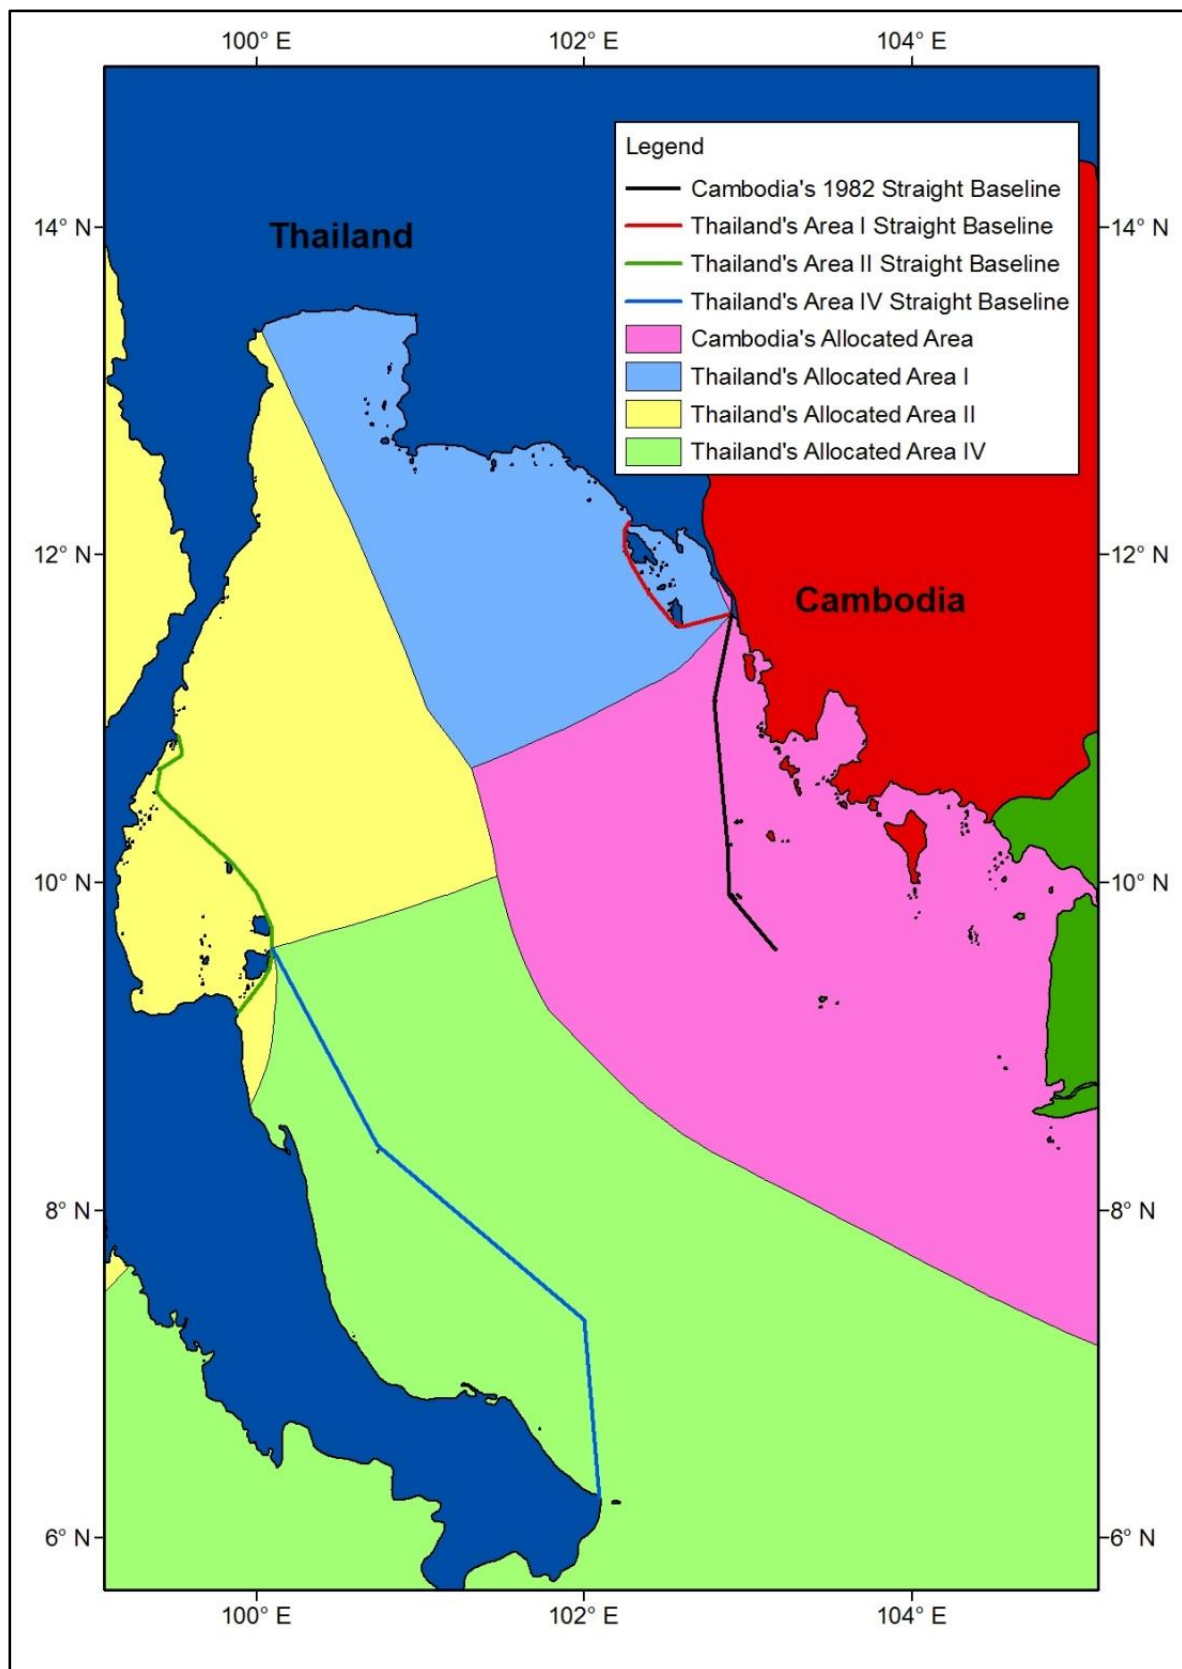 100° E 102° E 104° E
Legend
Cambodia's 1982 Straight Baseline
Thailand's Area I Straight Baseline
Thailand's Area II Straight Baseline
Thailand's Area IV Straight Baseline
Cambodia's Allocated Area
Thailand's Allocated Area I
Thailand's Allocated Area II
Thailand's Allocated Area IV
14° N 14° N
Thailand
12° N 12° N
Cambodia
10° N 10° N
8° N 8° N
6° N 6° N
100° E 102° E 104° E